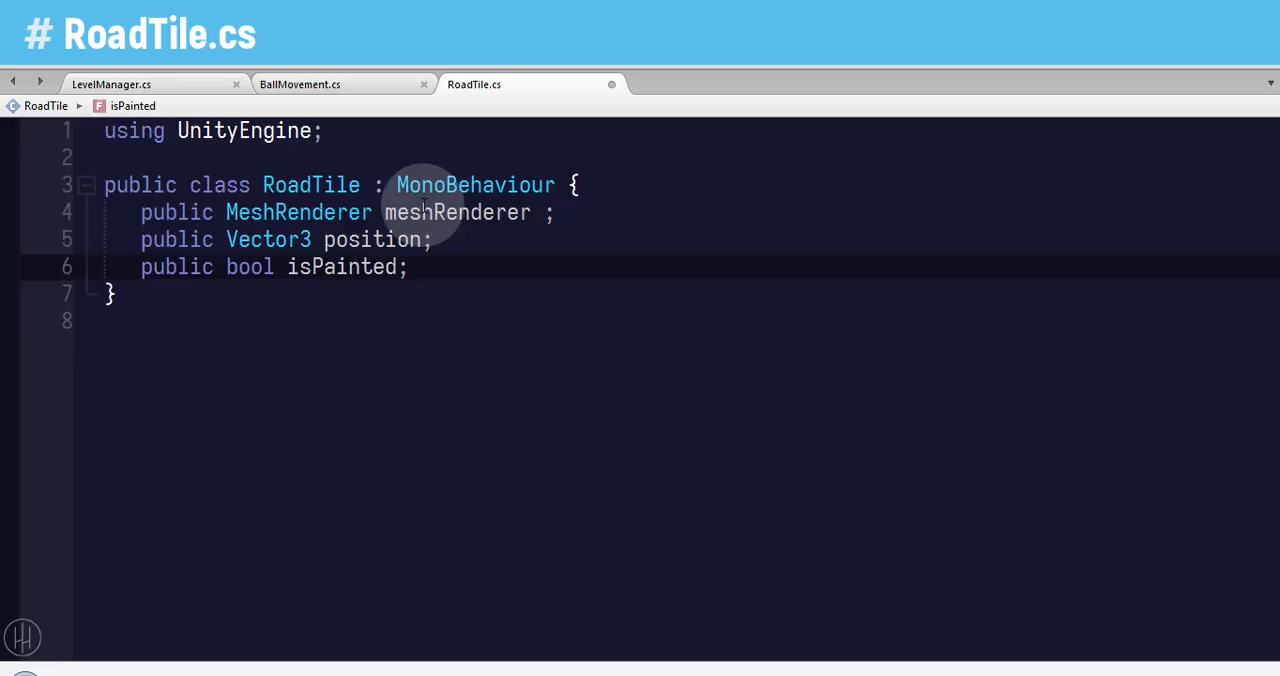 # RoadTile.cs
LevelManager.cs
BallMovement.cs
RoadTile.cs
RoadTile
isPainted
1 using UnityEngine;
2
3 public class RoadTile : MonoBehaviour {
4 public MeshRenderer meshRenderer ;
5 public Vector3 position;
6 public bool isPainted;
7 }
8